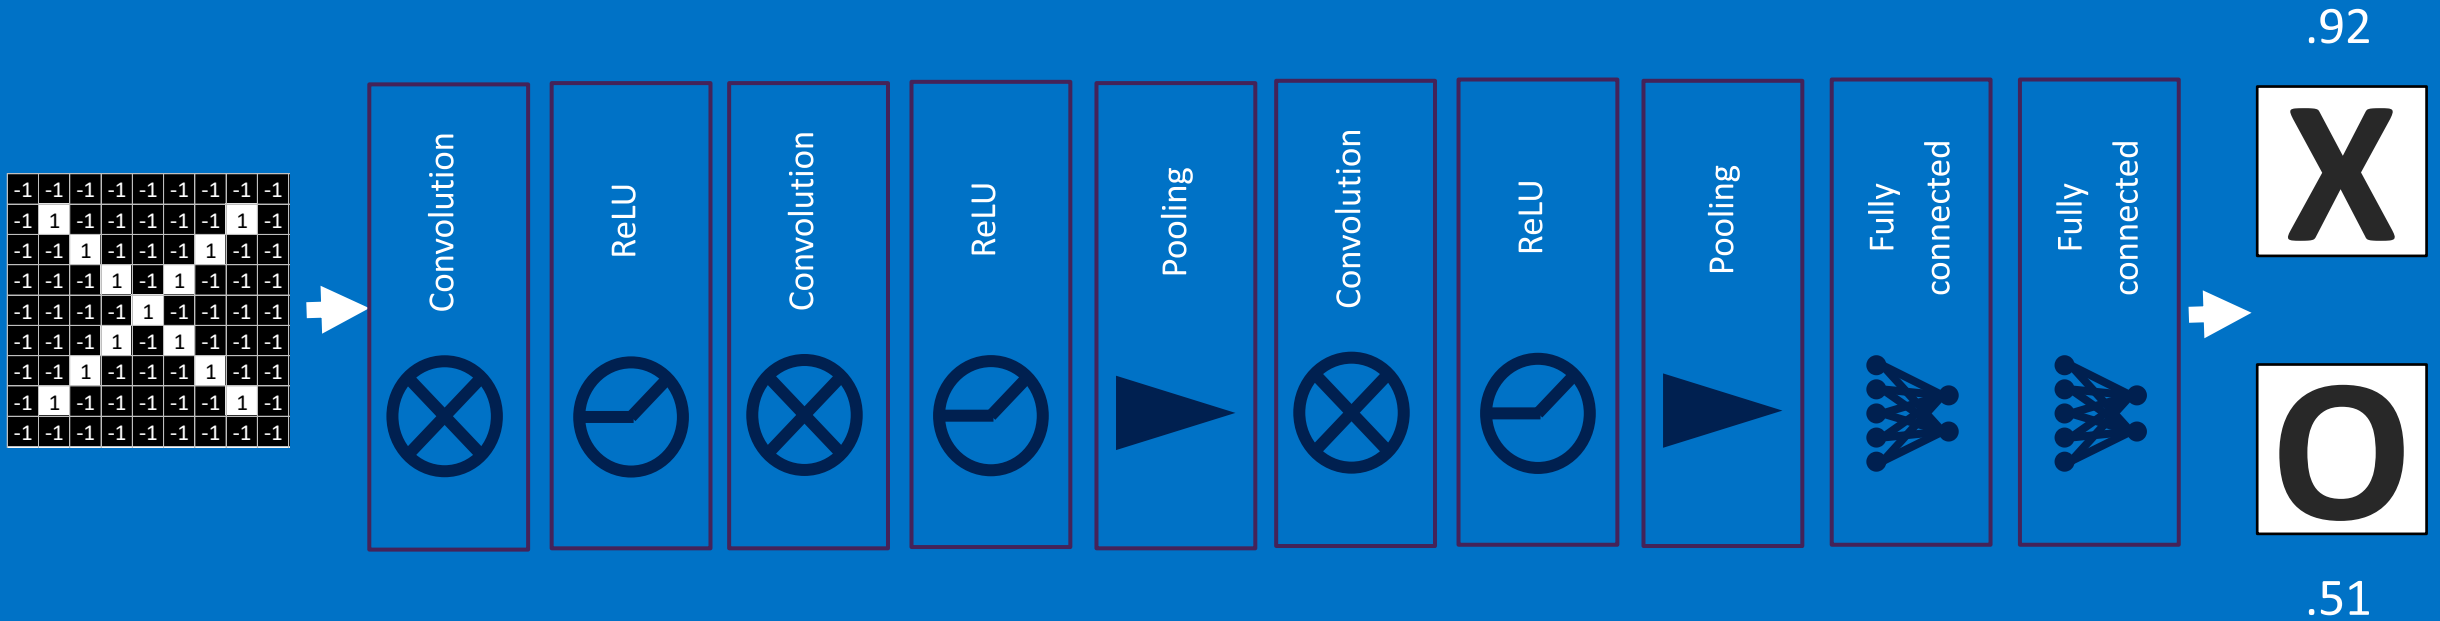 -1 -1 -1 -1 -1 -1 -1 -1 -1
-1 1 -1 -1 -1 -1 -1 1 -1
-1 -1 1 -1 -1 -1 1 -1 -1
-1 -1 -1 1 -1 1 -1 -1 -1
-1 -1 -1 -1 1 -1 -1 -1 -1
-1 -1 -1 1 -1 1 -1 -1 -1
-1 -1 1 -1 -1 -1 1 -1 -1
-1 1 -1 -1 -1 -1 -1 1 -1
-1 -1 -1 -1 -1 -1 -1 -1 -1
Convolution
ReLU
Convolution
ReLU
Pooling
Convolution
ReLU
Pooling
Fully
connected
Fully
connected
.92
X
O
.51